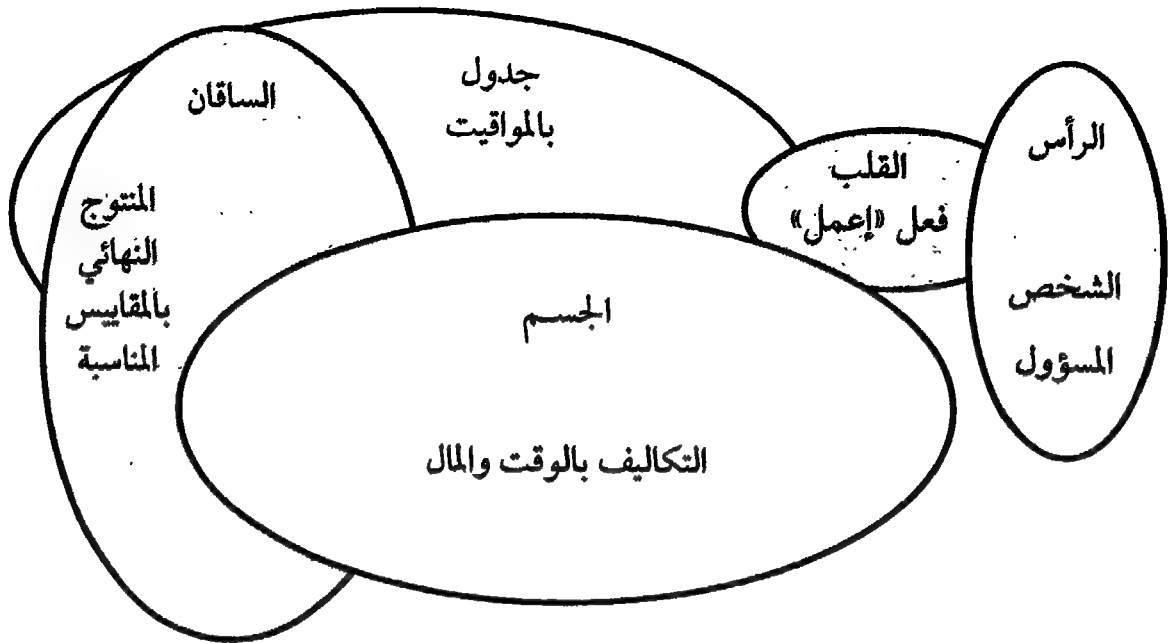 الرأس
الشخص
المسؤول
القلب
فعل «إعمل»
جدول
بالمواقيت
الساقان
المنتوج
النهائي
بالمقاييس
المناسبة
الجسم
التكاليف بالوقت والمال